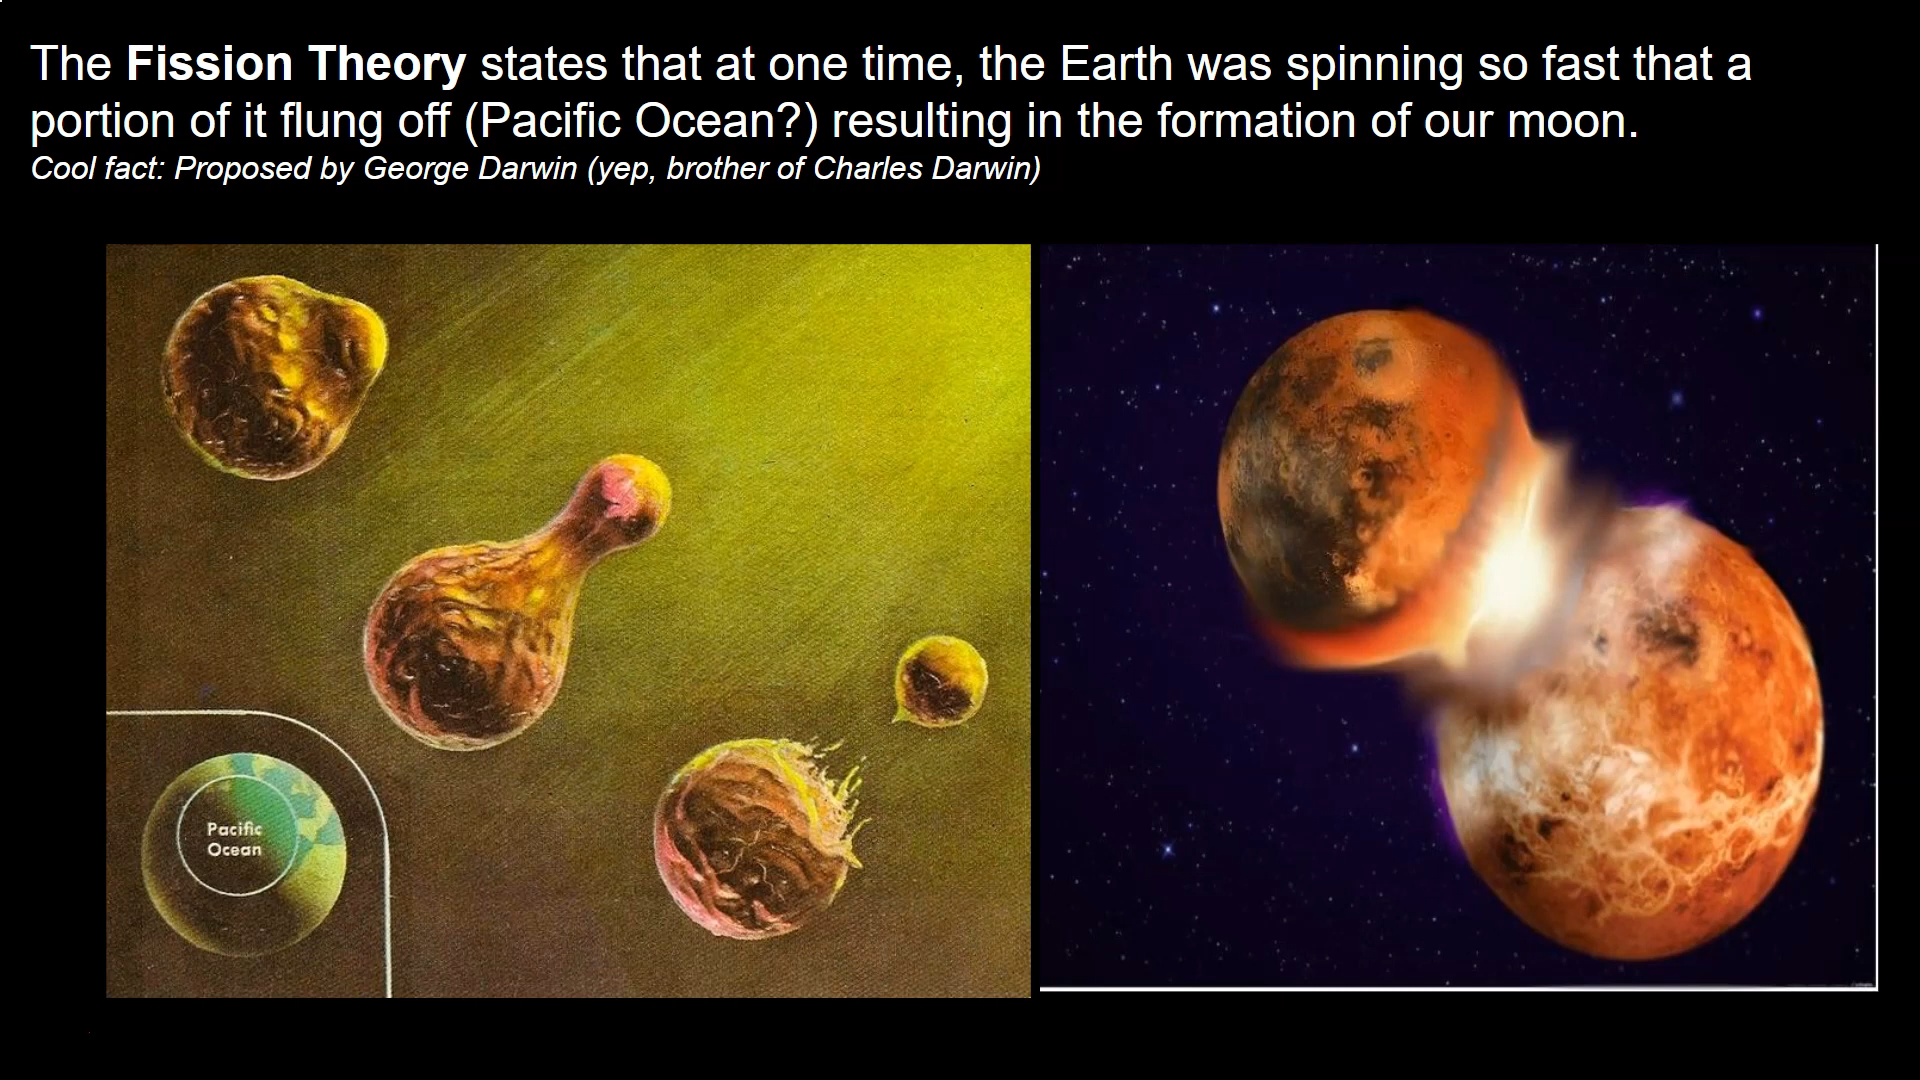 The Fission Theory states that at one time, the Earth was spinning so fast that a
portion of it flung off (Pacific Ocean?) resulting in the formation of our moon.
Cool fact: Proposed by George Darwin (yep, brother of Charles Darwin)
Pacific
Ocean